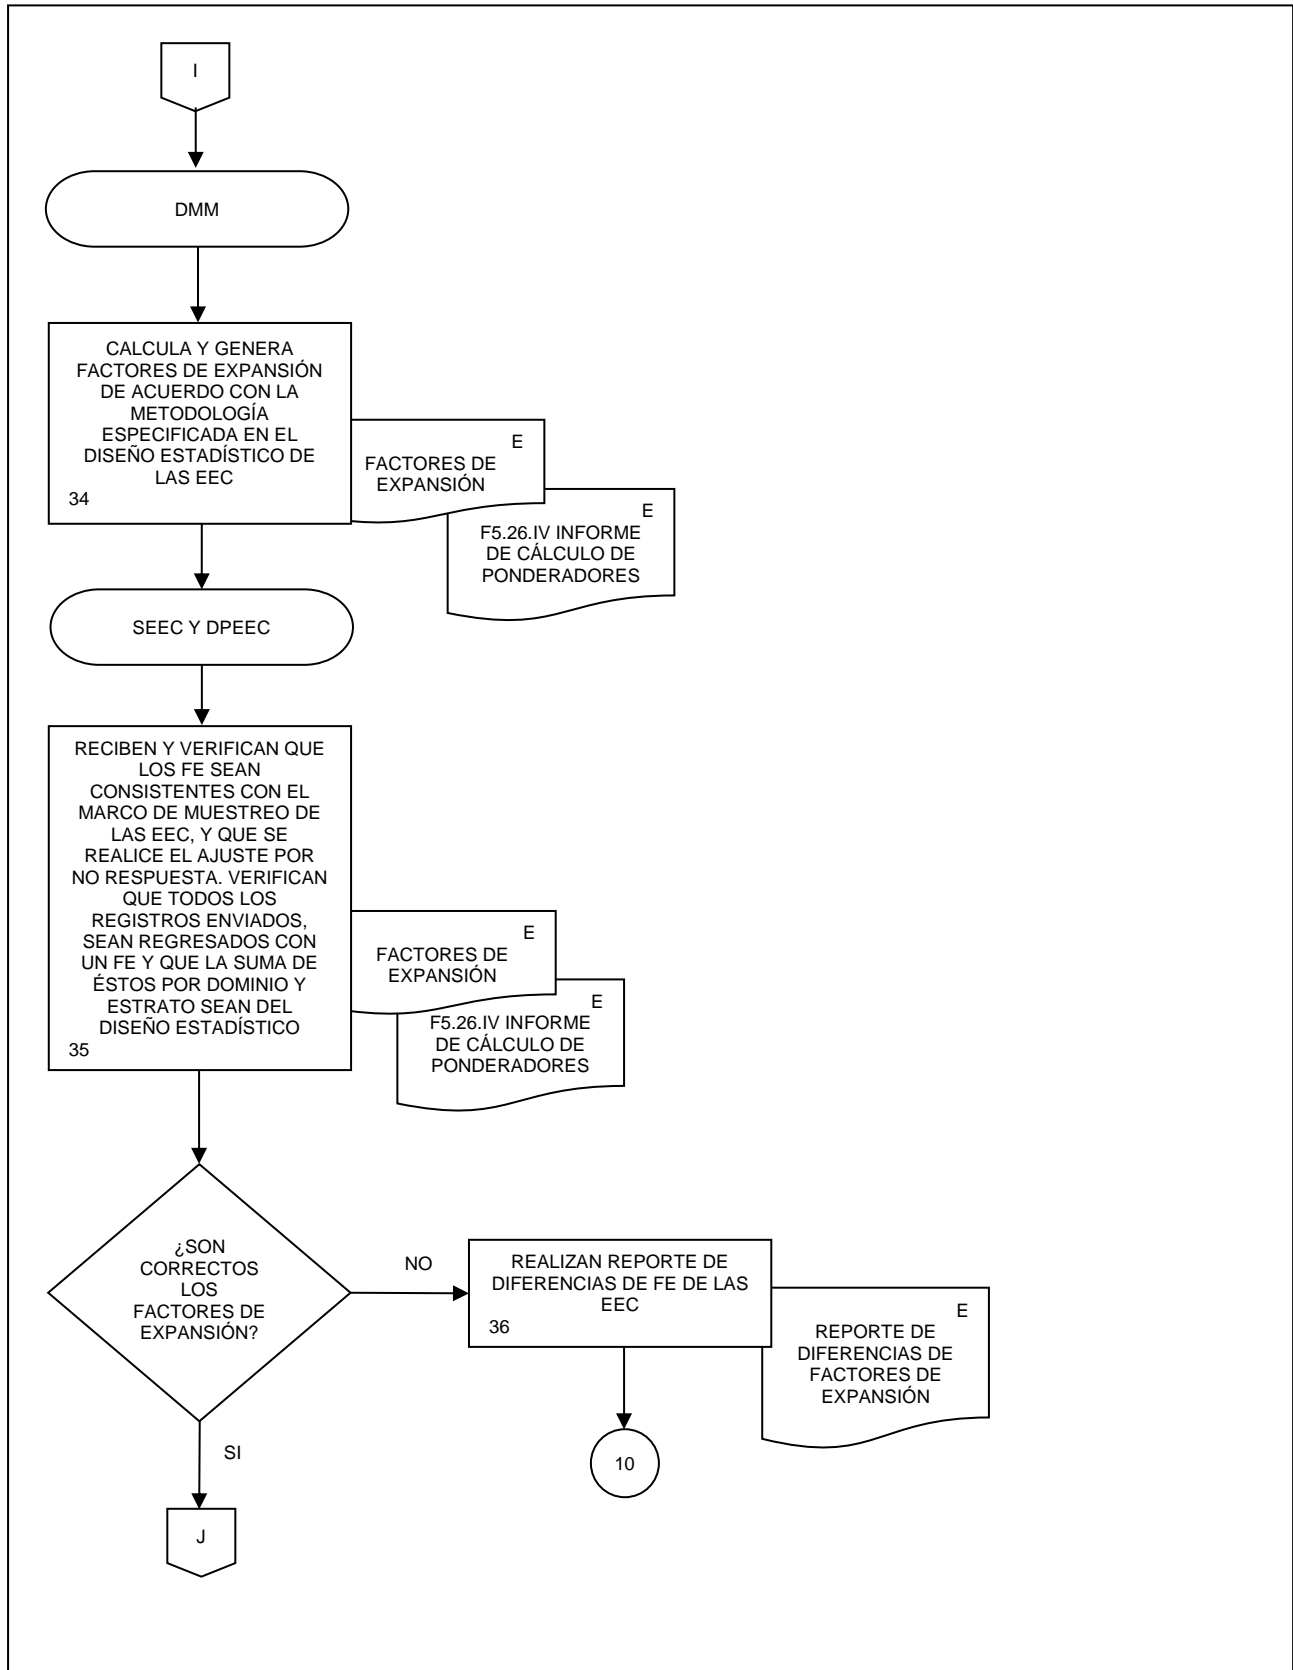 I
DMM
CALCULA Y GENERA
FACTORES DE EXPANSIÓN
DE ACUERDO CON LA
METODOLOGÍA
ESPECIFICADA EN EL
DISEÑO ESTADÍSTICO DE
LAS EEC
34
E
FACTORES DE
EXPANSIÓN
E
F5.26.IV INFORME
DE CÁLCULO DE
PONDERADORES
SEEC Y DPEEC
RECIBEN Y VERIFICAN QUE
LOS FE SEAN
CONSISTENTES CON EL
MARCO DE MUESTREO DE
LAS EEC, Y QUE SE
REALICE EL AJUSTE POR
NO RESPUESTA. VERIFICAN
QUE TODOS LOS
REGISTROS ENVIADOS,
SEAN REGRESADOS CON
UN FE Y QUE LA SUMA DE
ÉSTOS POR DOMINIO Y
ESTRATO SEAN DEL
DISEÑO ESTADÍSTICO
35
E
FACTORES DE
EXPANSIÓN
E
F5.26.IV INFORME
DE CÁLCULO DE
PONDERADORES
¿SON
CORRECTOS
LOS
FACTORES DE
EXPANSIÓN?
NO
REALIZAN REPORTE DE
DIFERENCIAS DE FE DE LAS
EEC
36
E
REPORTE DE
DIFERENCIAS DE
FACTORES DE
EXPANSIÓN
10
SI
J